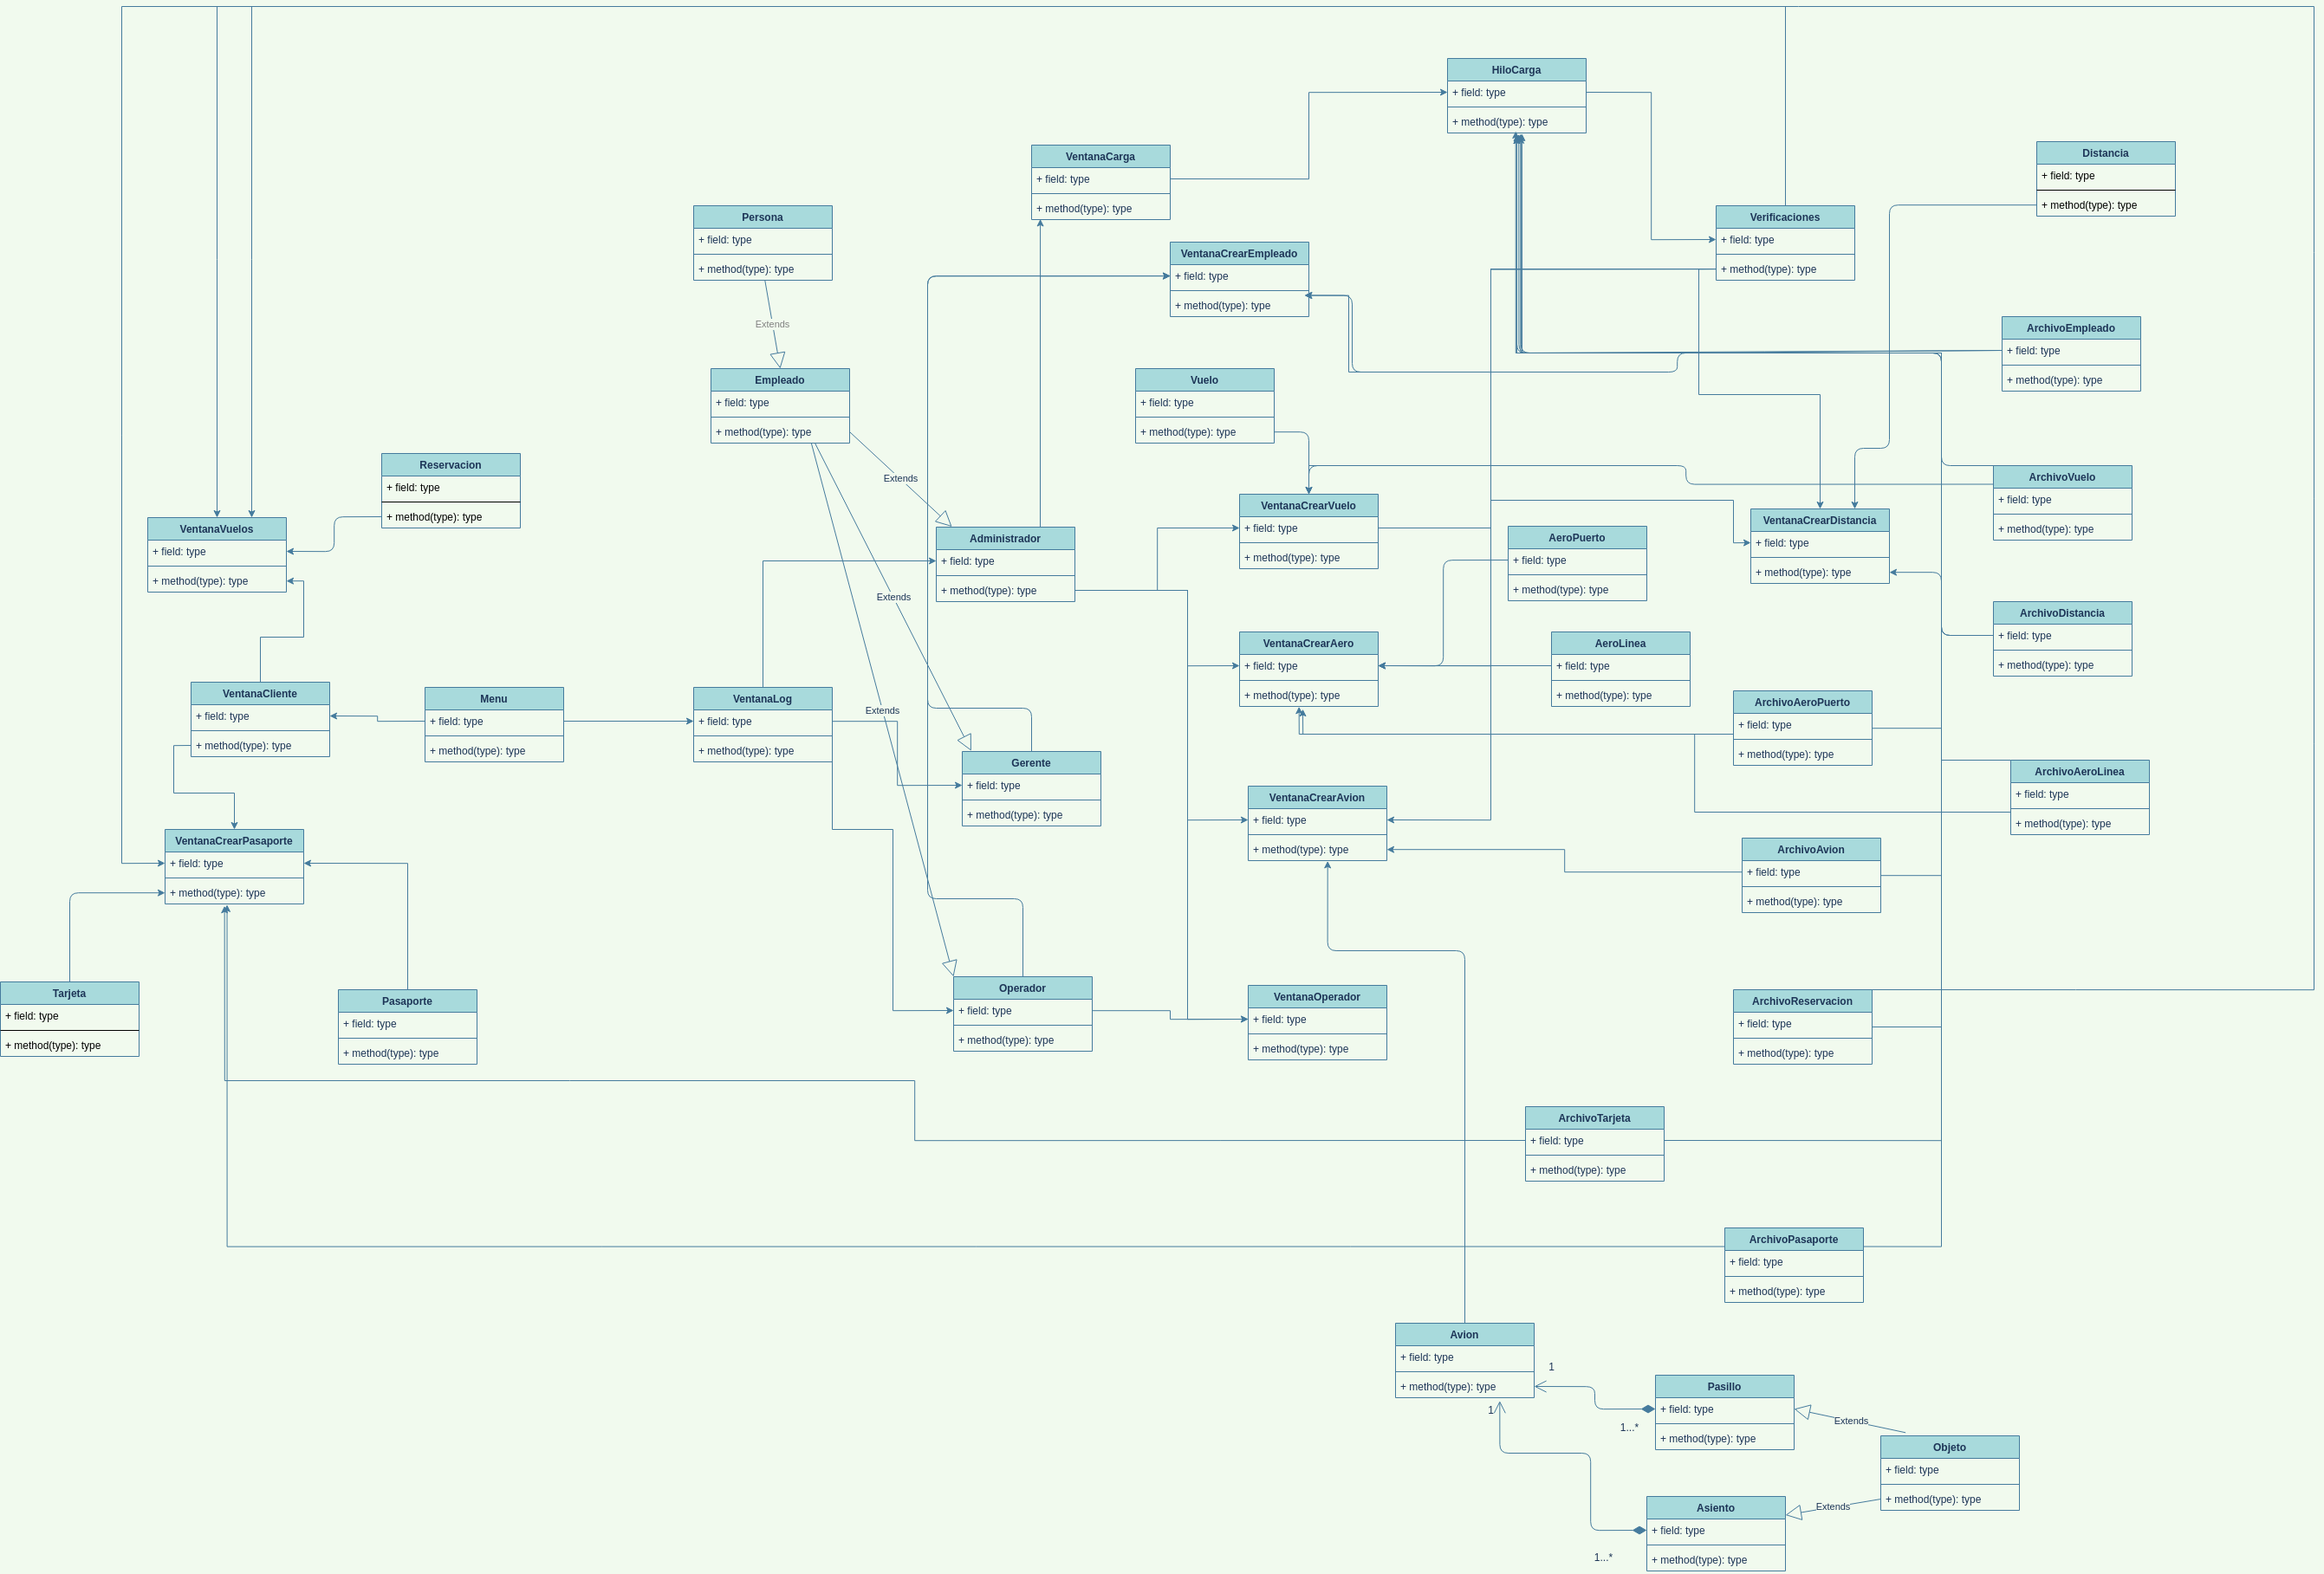 HiloCarga
+ field: type
+ method(type): type
Distancia
+ field: type
+ method(type): type
VentanaCarga
+ field: type
+ method(type): type
Persona
+ field: type
+ method(type): type
Verificaciones
+ field: type
+ method(type): type
VentanaCrearEmpleado
+ field: type
+ method(type): type
Extends
ArchivoEmpleado
+ field: type
+ method(type): type
Empleado
+ field: type
+ method(type): type
Vuelo
+ field: type
+ method(type): type
Reservacion
+ field: type
+ method(type): type
Extends
ArchivoVuelo
+ field: type
+ method(type): type
VentanaVuelos
+ field: type
+ method(type): type
VentanaCrearVuelo
+ field: type
+ method(type): type
VentanaCrearDistancia
+ field: type
+ method(type): type
Administrador
+ field: type
+ method(type): type
AeroPuerto
+ field: type
+ method(type): type
Extends
ArchivoDistancia
+ field: type
+ method(type): type
VentanaCrearAero
+ field: type
+ method(type): type
AeroLinea
+ field: type
+ method(type): type
VentanaCliente
+ field: type
+ method(type): type
Menu
+ field: type
+ method(type): type
VentanaLog
+ field: type
+ method(type): type
Extends
ArchivoAeroPuerto
+ field: type
+ method(type): type
Gerente
+ field: type
+ method(type): type
ArchivoAeroLinea
+ field: type
+ method(type): type
VentanaCrearAvion
+ field: type
+ method(type): type
VentanaCrearPasaporte
+ field: type
+ method(type): type
ArchivoAvion
+ field: type
+ method(type): type
Tarjeta
+ field: type
+ method(type): type
Pasaporte
+ field: type
+ method(type): type
Operador
+ field: type
+ method(type): type
VentanaOperador
+ field: type
+ method(type): type
ArchivoReservacion
+ field: type
+ method(type): type
ArchivoTarjeta
+ field: type
+ method(type): type
ArchivoPasaporte
+ field: type
+ method(type): type
Avion
+ field: type
+ method(type): type
1
Pasillo
+ field: type
+ method(type): type
1
1...*
Extends
Objeto
+ field: type
+ method(type): type
Extends
Asiento
+ field: type
+ method(type): type
1...*